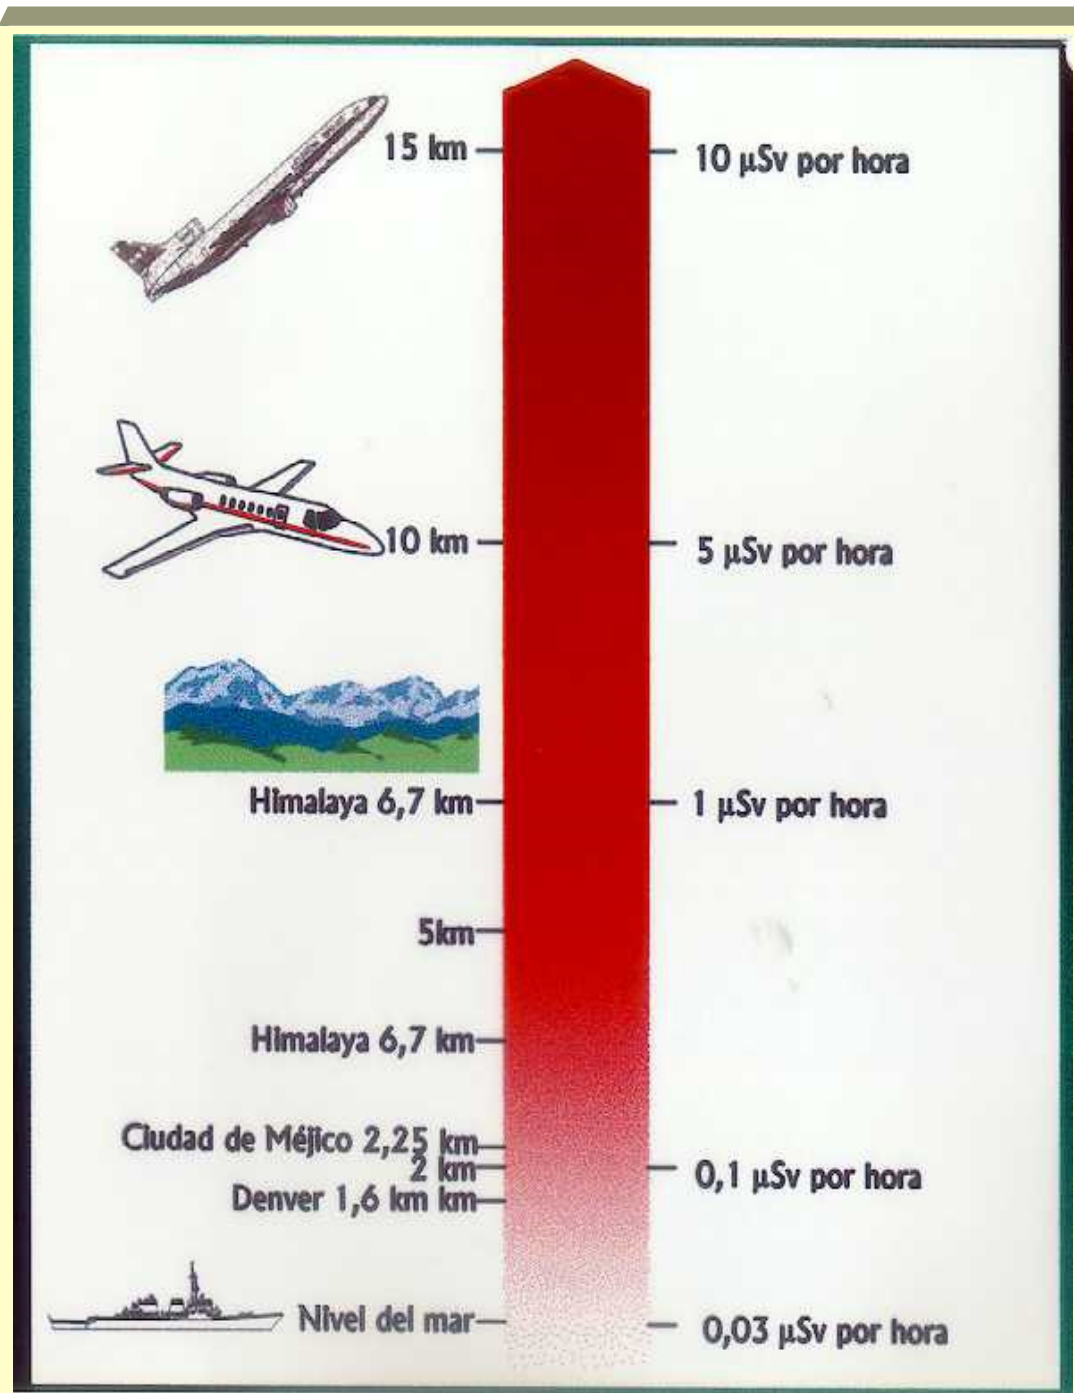 15 km
10 μSv por hora
10 km
5 μSv por hora
Himalaya 6,7 km
1 μSv por hora
5km
Himalaya 6,7 km
Ciudad de Méjico 2,25 km
2 km
0,1 μSv por hora
Denver 1,6 km km
Nivel del mar
0,03 μSv por hora